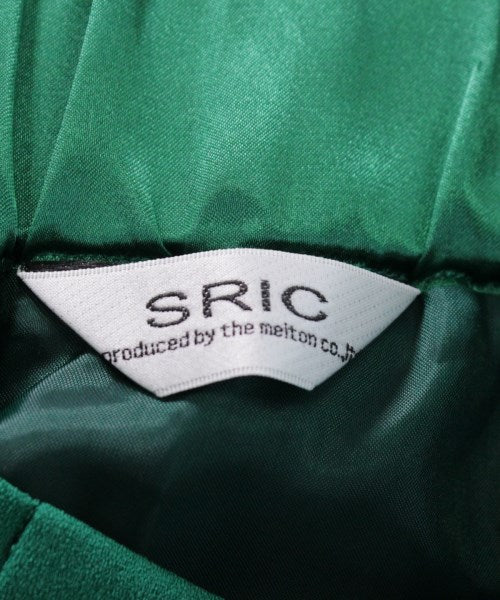 SRIC
produced by the melton co.,